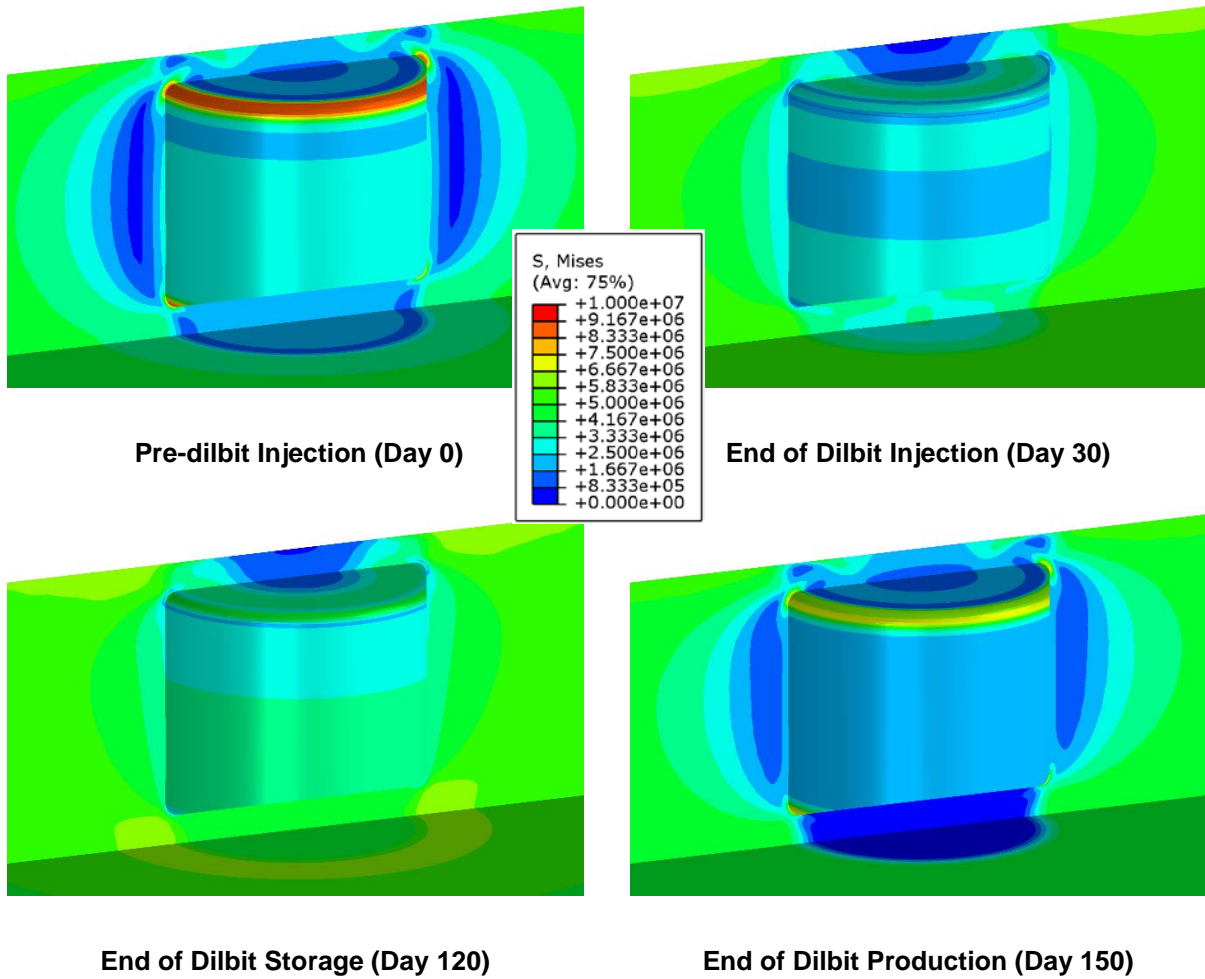 S, Mises
(Avg: 75%)
+1.000e+07
+9.167e+06
+8.333e+06
+7.500e+06
+6.667e+06
+5.833e+06
+5.000e+06
+4.167e+06
+3.333e+06
+2.500e+06
+1.667e+06
+8.333e+05
+0.000e+00
Pre-dilbit Injection (Day 0)
End of Dilbit Injection (Day 30)
End of Dilbit Storage (Day 120)
End of Dilbit Production (Day 150)